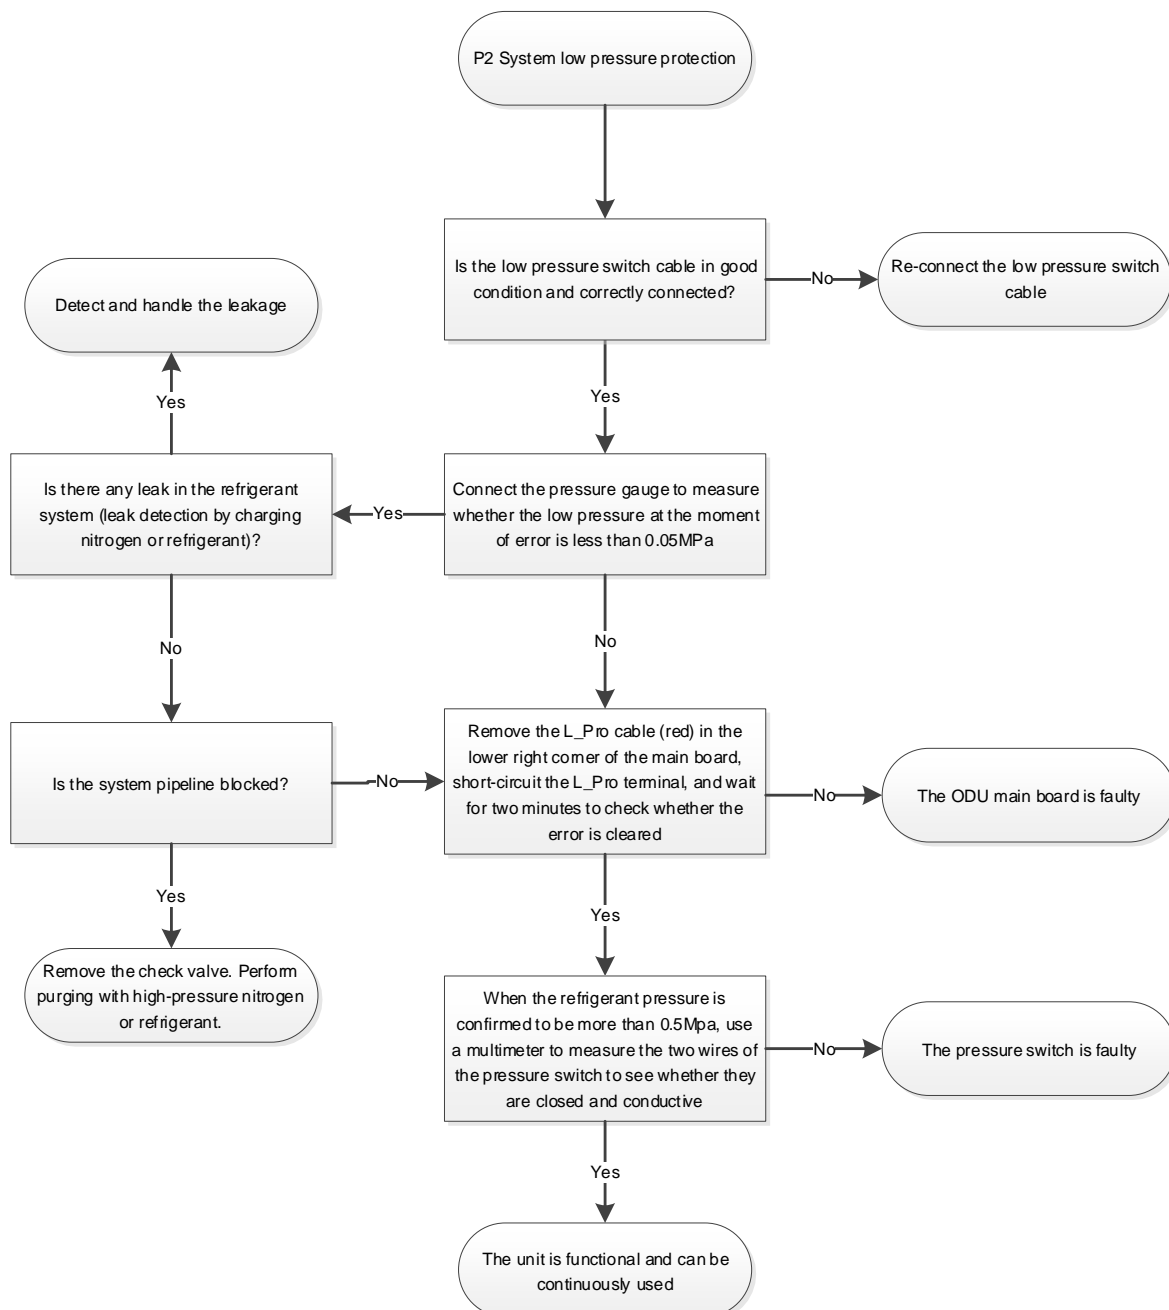 P2 System low pressure protection
Is the low pressure switch cable in good
condition and correctly connected?
No
Re-connect the low pressure switch
cable
Detect and handle the leakage
Yes
Yes
Is there any leak in the refrigerant
system (leak detection by charging
nitrogen or refrigerant)?
Yes
Connect the pressure gauge to measure
whether the low pressure at the moment
of error is less than 0.05MPa
No
No
Is the system pipeline blocked?
No
Remove the L_Pro cable (red) in the
lower right corner of the main board,
short-circuit the L_Pro terminal, and wait
for two minutes to check whether the
error is cleared
No
The ODU main board is faulty
Yes
Yes
Remove the check valve. Perform
purging with high-pressure nitrogen
or refrigerant.
When the refrigerant pressure is
confirmed to be more than 0.5Mpa, use
a multimeter to measure the two wires of
the pressure switch to see whether they
are closed and conductive
No
The pressure switch is faulty
Yes
The unit is functional and can be
continuously used